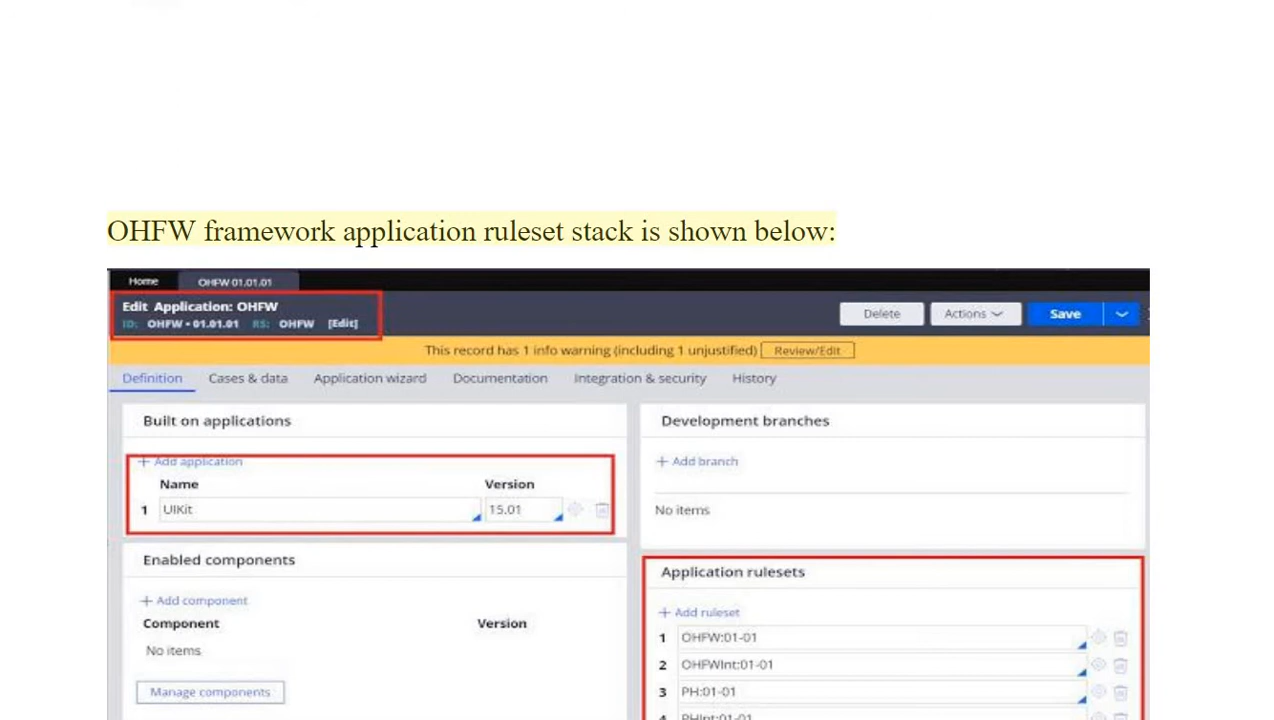 OHFW framework application ruleset stack is shown below:
Home OHFW 01.01.01
Edit Application: OHFW
ID: OHFW • 01.01.01 RS: OHFW [Edit]
Delete Actions Save
This record has 1 info warning (including 1 unjustified) Review/Edit
Definition Cases & data Application wizard Documentation Integration & security History
Built on applications
+ Add application
Name Version
1 UIKit 15.01
Enabled components
+ Add component
Component Version
No items
Manage components
Development branches
+ Add branch
No items
Application rulesets
+ Add ruleset
1 OHFW:01-01
2 OHFWInt:01-01
3 PH:01-01
4 PHInt:01-01